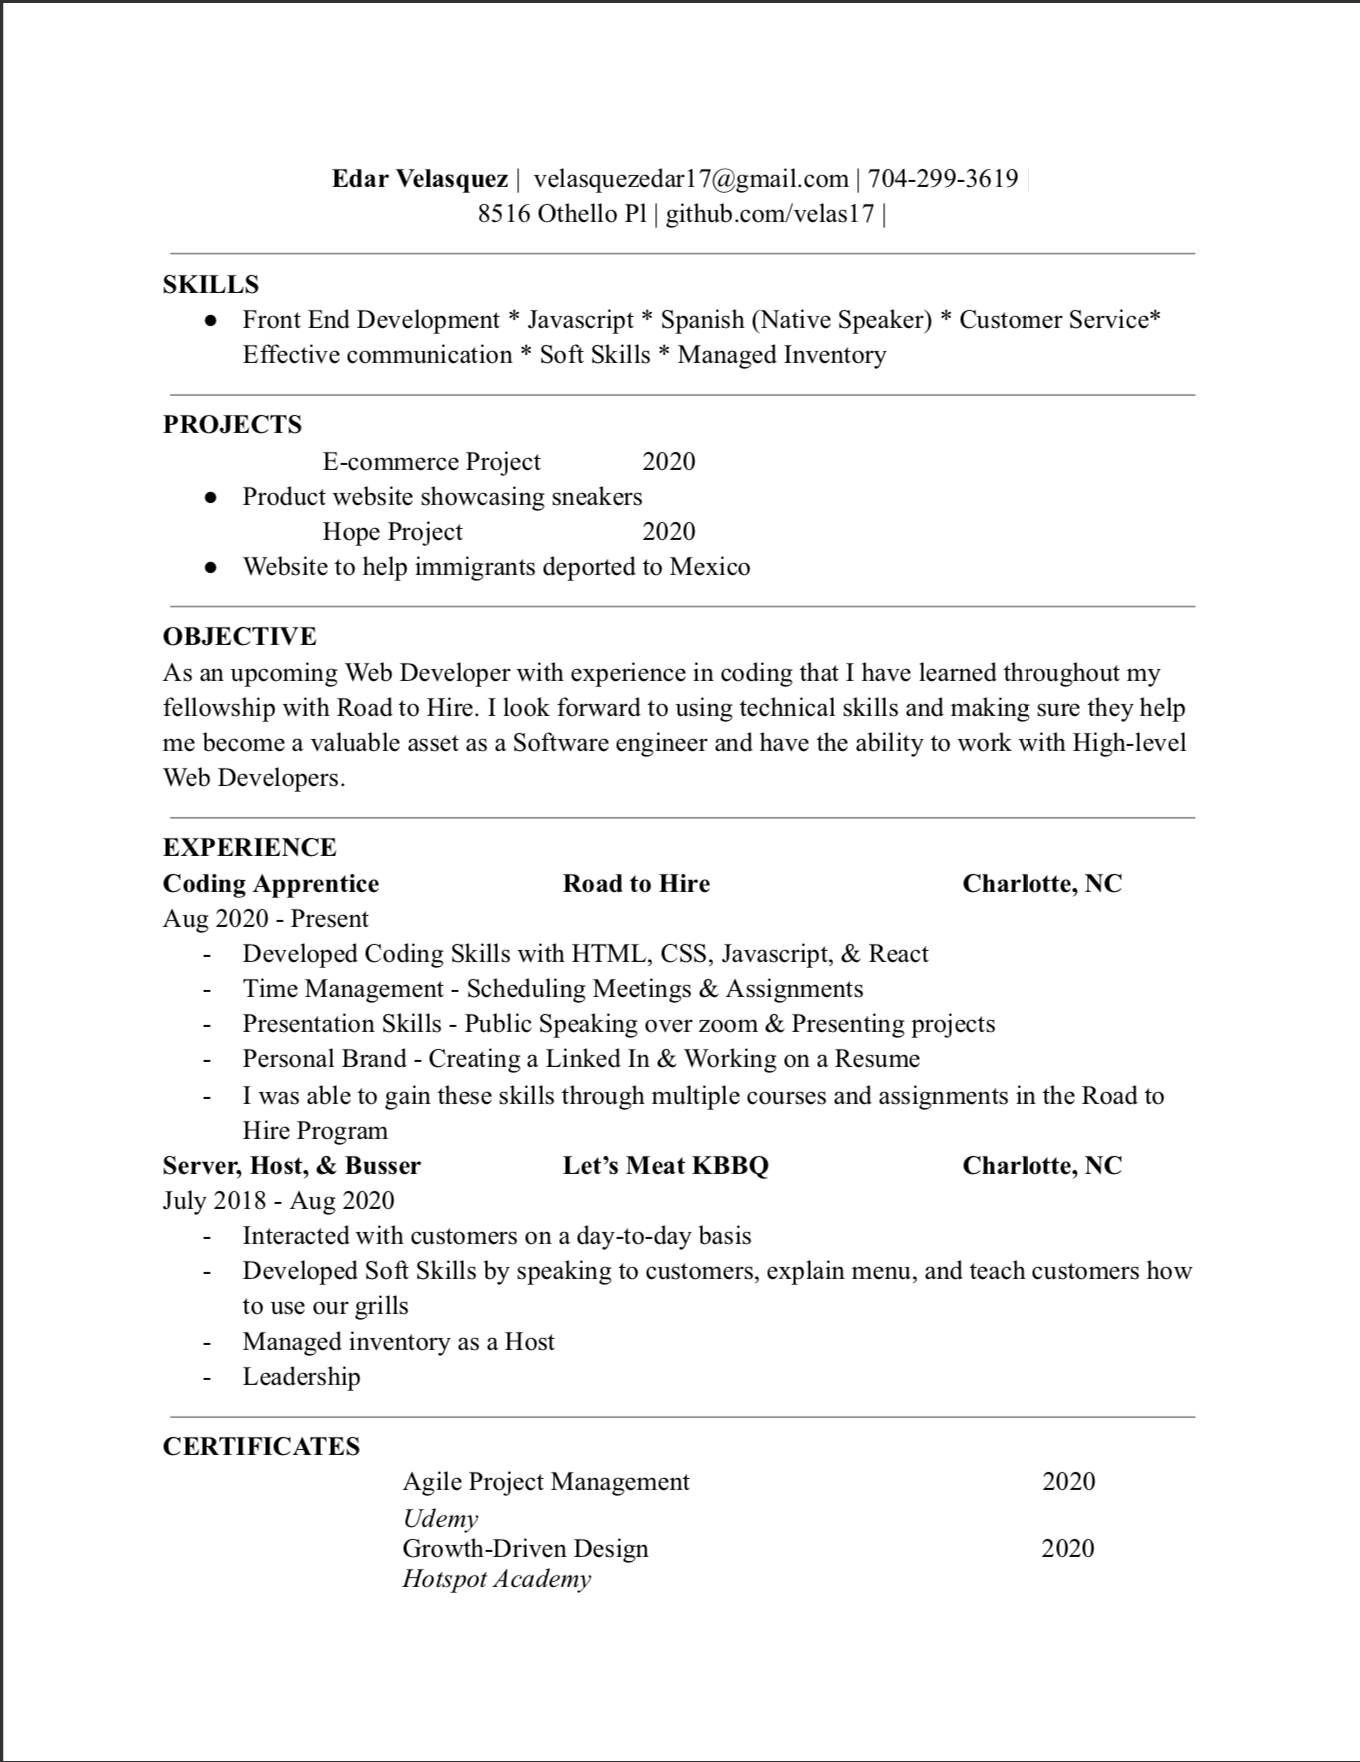 Edar Velasquez | velasquezedar17@gmail.com | 704-299-3619
8516 Othello Pl | github.com/velas17 |
SKILLS
● Front End Development * Javascript * Spanish (Native Speaker) * Customer Service*
Effective communication * Soft Skills * Managed Inventory
PROJECTS
E-commerce Project 2020
● Product website showcasing sneakers
Hope Project 2020
● Website to help immigrants deported to Mexico
OBJECTIVE
As an upcoming Web Developer with experience in coding that I have learned throughout my
fellowship with Road to Hire. I look forward to using technical skills and making sure they help
me become a valuable asset as a Software engineer and have the ability to work with High-level
Web Developers.
EXPERIENCE
Coding Apprentice Road to Hire Charlotte, NC
Aug 2020 - Present
- Developed Coding Skills with HTML, CSS, Javascript, & React
- Time Management - Scheduling Meetings & Assignments
- Presentation Skills - Public Speaking over zoom & Presenting projects
- Personal Brand - Creating a Linked In & Working on a Resume
- I was able to gain these skills through multiple courses and assignments in the Road to
Hire Program
Server, Host, & Busser Let’s Meat KBBQ Charlotte, NC
July 2018 - Aug 2020
- Interacted with customers on a day-to-day basis
- Developed Soft Skills by speaking to customers, explain menu, and teach customers how
to use our grills
- Managed inventory as a Host
- Leadership
CERTIFICATES
Agile Project Management 2020
Udemy
Growth-Driven Design 2020
Hotspot Academy